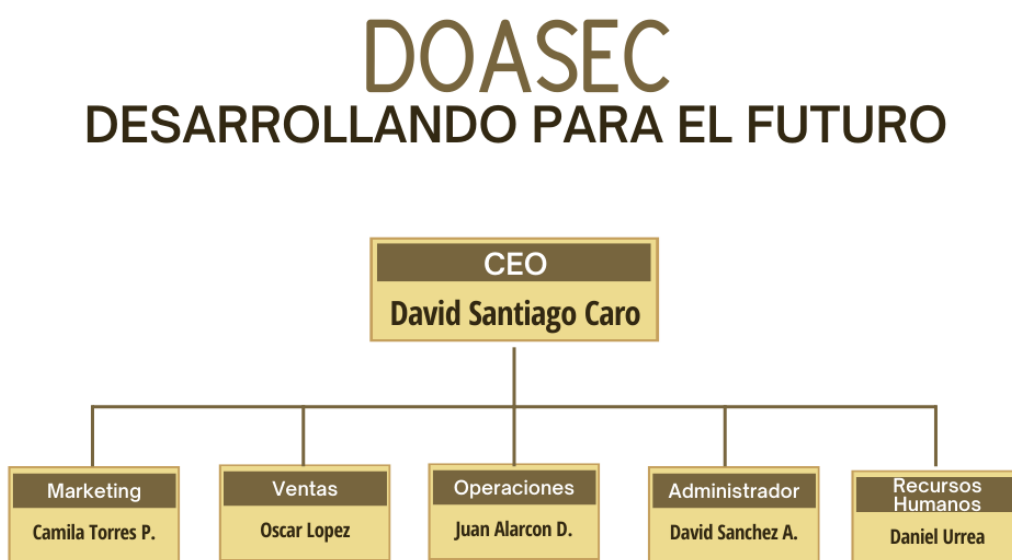 DOASEC
DESARROLLANDO PARA EL FUTURO
CEO
David Santiago Caro
Marketing
Camila Torres P.
Ventas
Oscar Lopez
Operaciones
Juan Alarcon D.
Administrador
David Sanchez A.
Recursos
Humanos
Daniel Urrea